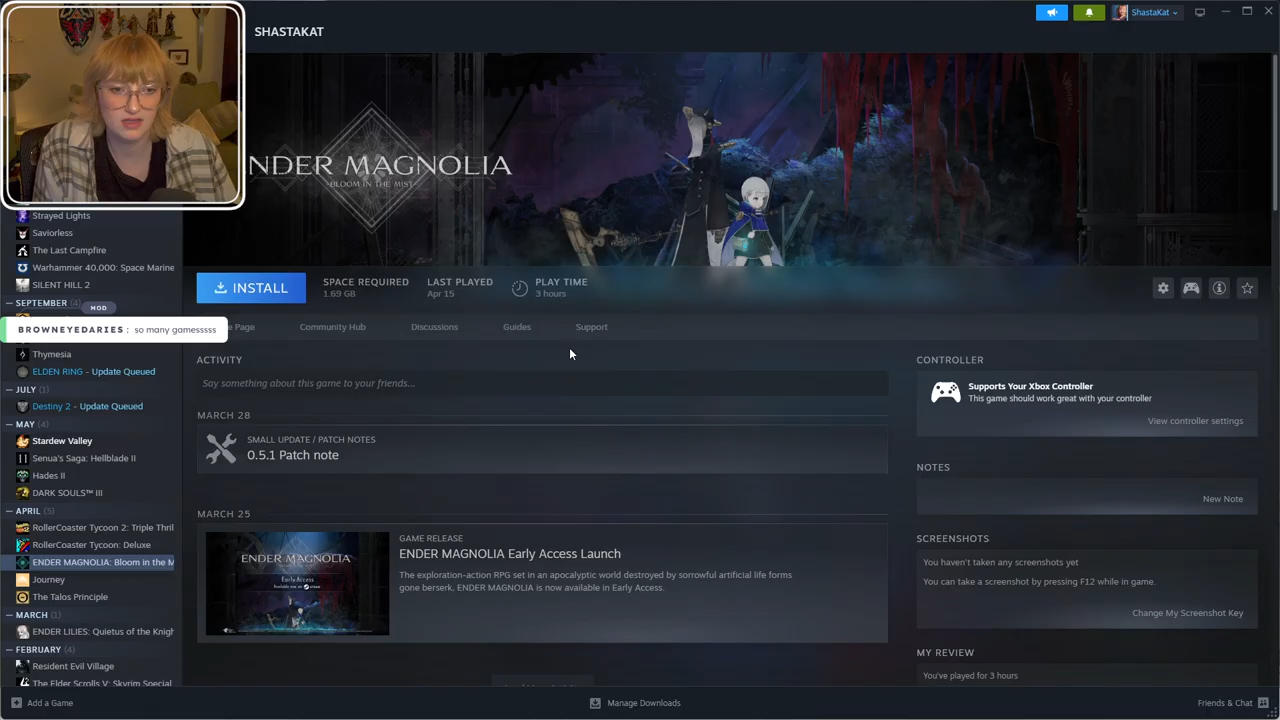 SHASTAKAT
ShastaKat
NDER MAGNOLIA
-BLOOM IN THE MIST-
Strayed Lights
Saviorless
The Last Campfire
Warhammer 40,000: Space Marine
SILENT HILL 2
SEPTEMBER (4)
MOD
BROWNEYEDARIES : so many gamesssss
Thymesia
ELDEN RING - Update Queued
JULY (1)
Destiny 2 - Update Queued
MAY (4)
Stardew Valley
Senua's Saga: Hellblade II
Hades II
DARK SOULS™ III
APRIL (5)
RollerCoaster Tycoon 2: Triple Thril
RollerCoaster Tycoon: Deluxe
ENDER MAGNOLIA: Bloom in the M
Journey
The Talos Principle
MARCH (1)
ENDER LILIES: Quietus of the Knigh
FEBRUARY (4)
Resident Evil Village
The Elder Scrolls V: Skyrim Special
INSTALL
SPACE REQUIRED
1.69 GB
LAST PLAYED
Apr 15
PLAY TIME
3 hours
e Page
Community Hub
Discussions
Guides
Support
ACTIVITY
Say something about this game to your friends...
MARCH 28
SMALL UPDATE / PATCH NOTES
0.5.1 Patch note
MARCH 25
ENDER MAGNOLIA
Early Access
GAME RELEASE
ENDER MAGNOLIA Early Access Launch
The exploration-action RPG set in an apocalyptic world destroyed by sorrowful artificial life forms
gone berserk. ENDER MAGNOLIA is now available in Early Access.
CONTROLLER
Supports Your Xbox Controller
This game should work great with your controller
View controller settings
NOTES
New Note
SCREENSHOTS
You haven't taken any screenshots yet
You can take a screenshot by pressing F12 while in game.
Change My Screenshot Key
MY REVIEW
You've played for 3 hours
Add a Game
Manage Downloads
Friends & Chat